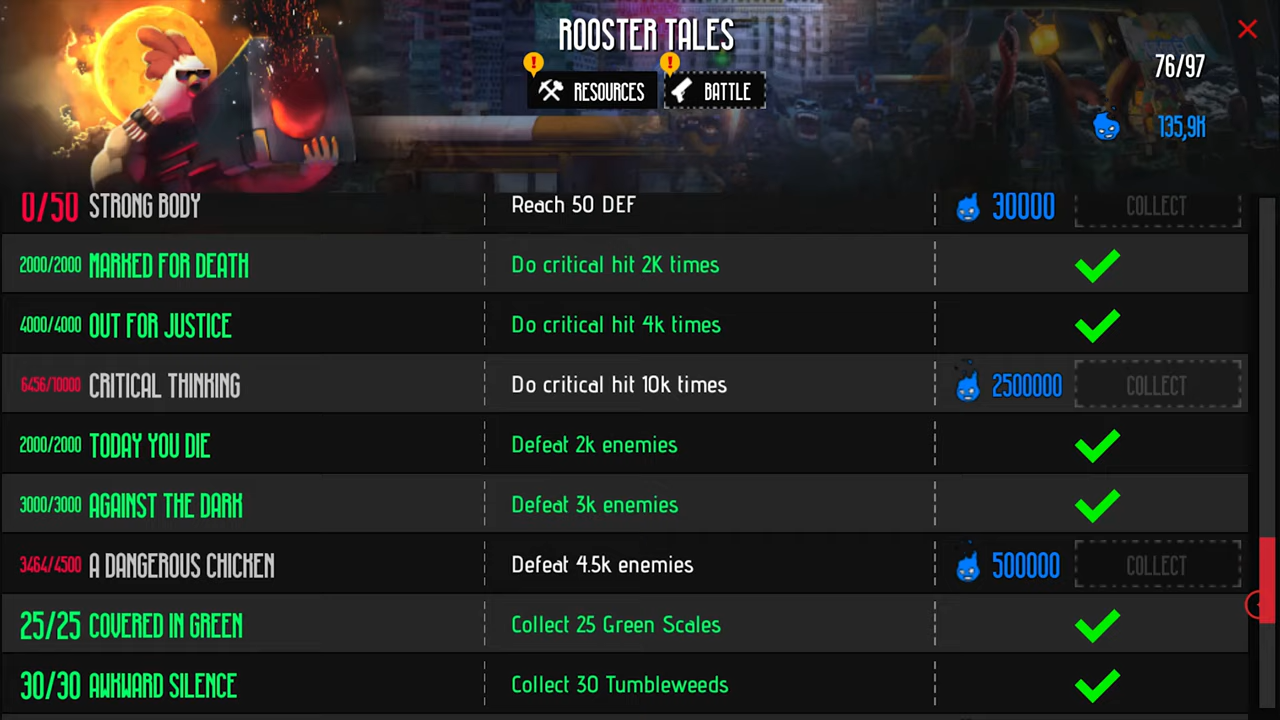 ROOSTER TALES
! RESOURCES ! BATTLE
76/97
135,9K
0/50 STRONG BODY Reach 50 DEF 30000 COLLECT
2000/2000 MARKED FOR DEATH Do critical hit 2K times
4000/4000 OUT FOR JUSTICE Do critical hit 4k times
6456/10000 CRITICAL THINKING Do critical hit 10k times 2500000 COLLECT
2000/2000 TODAY YOU DIE Defeat 2k enemies
3000/3000 AGAINST THE DARK Defeat 3k enemies
3464/4500 A DANGEROUS CHICKEN Defeat 4.5k enemies 500000 COLLECT
25/25 COVERED IN GREEN Collect 25 Green Scales
30/30 AWKWARD SILENCE Collect 30 Tumbleweeds